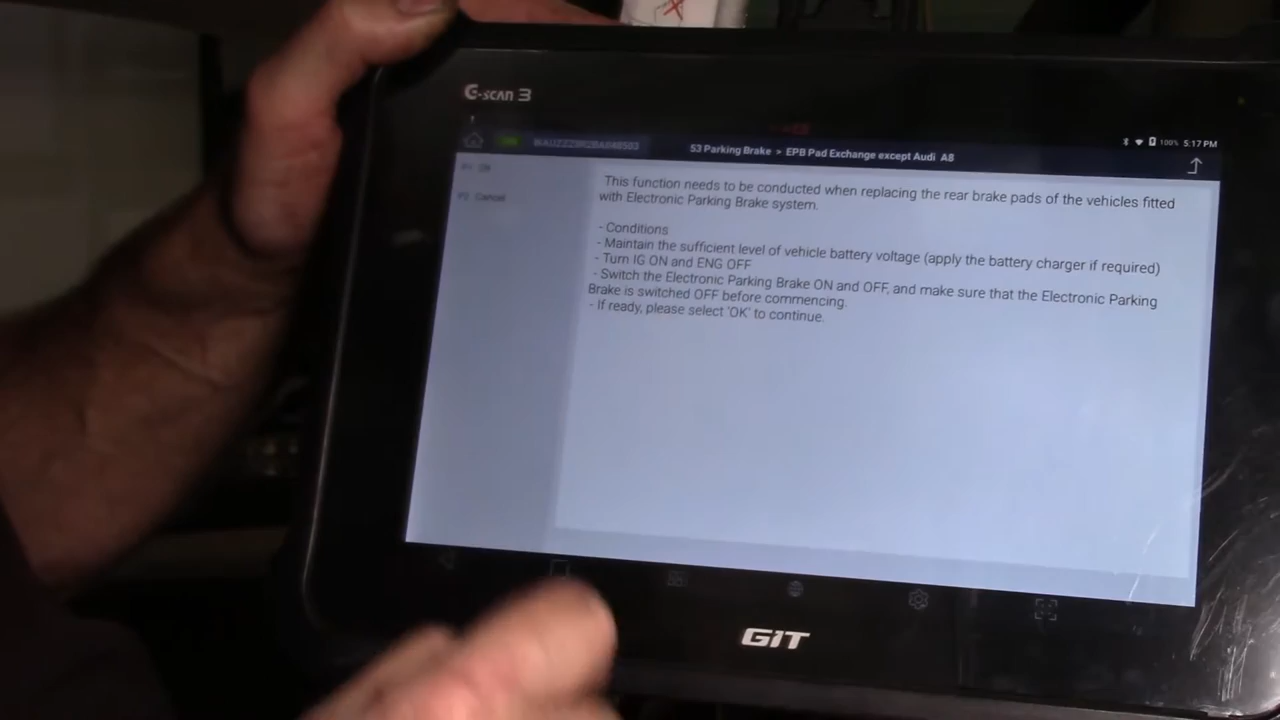 G-scan 3
53 Parking Brake > EPB Pad Exchange except Audi A8
100% 5:17 PM
OK
Cancel
This function needs to be conducted when replacing the rear brake pads of the vehicles fitted
with Electronic Parking Brake system.
- Conditions
- Maintain the sufficient level of vehicle battery voltage (apply the battery charger if required)
- Turn IG ON and ENG OFF
- Switch the Electronic Parking Brake ON and OFF, and make sure that the Electronic Parking
Brake is switched OFF before commencing.
- If ready, please select 'OK' to continue.
GIT